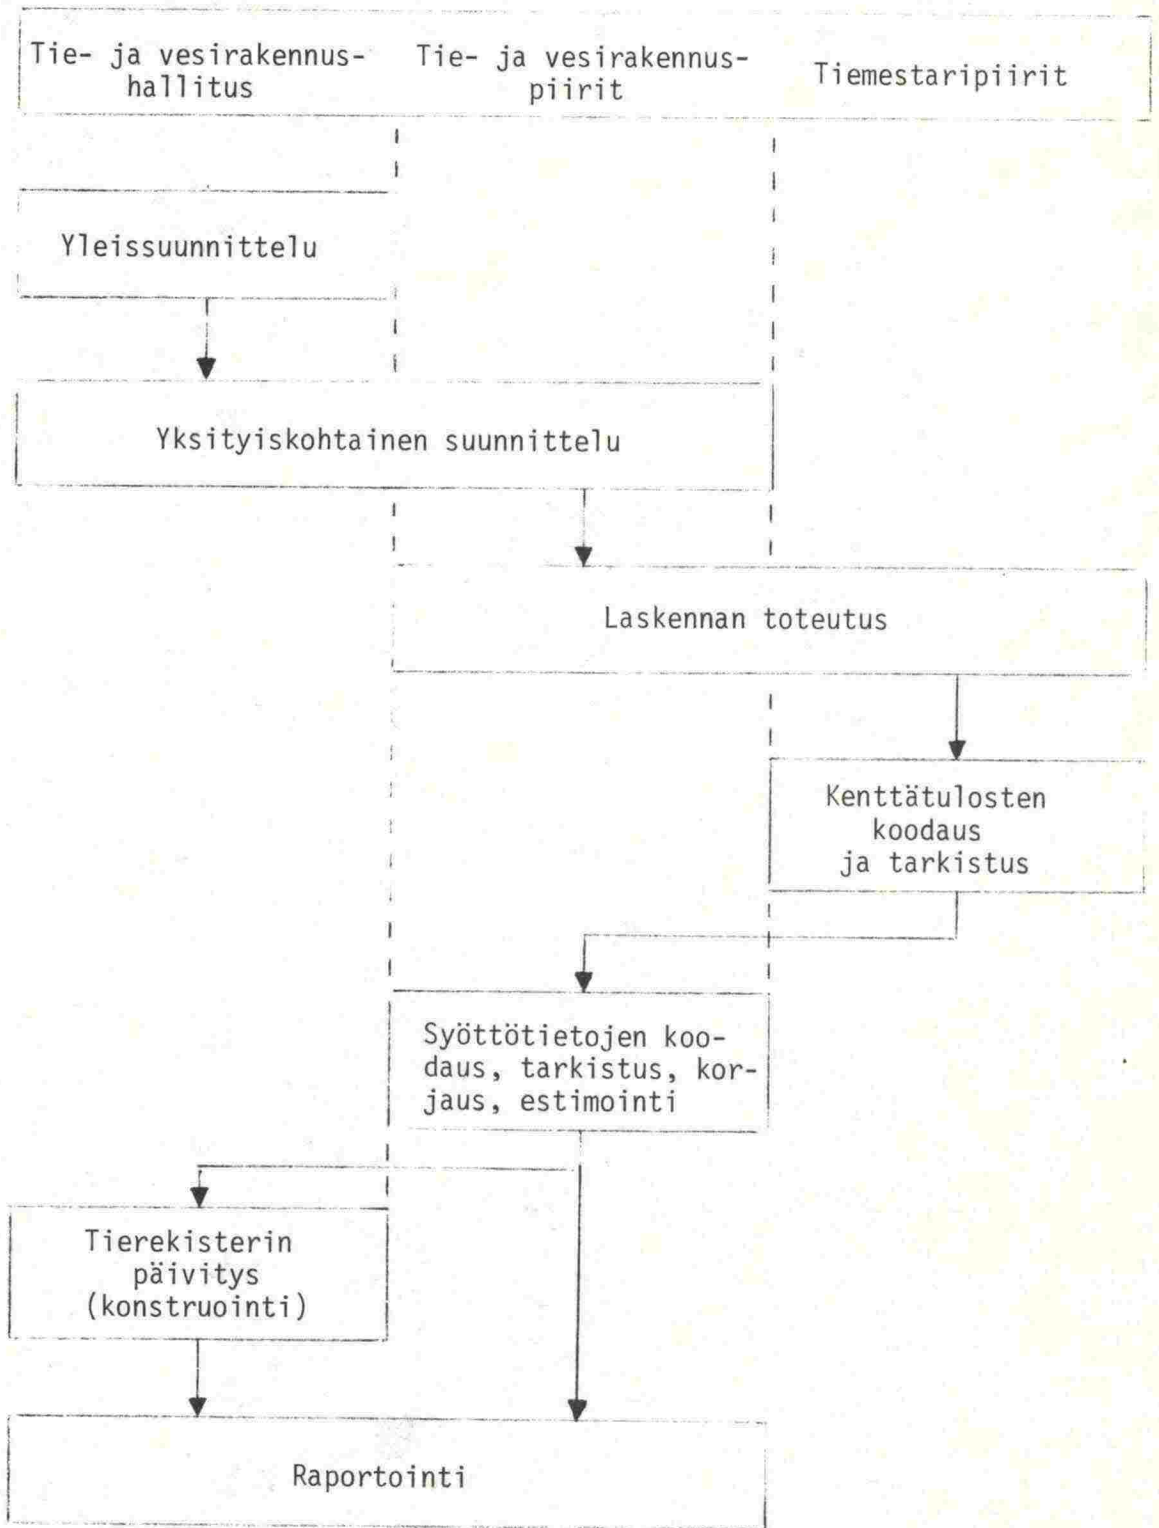 Tie- ja vesirakennus-
hallitus
Tie- ja vesirakennus-
piirit
Tiemestaripiirit
Yleissuunnittelu
Yksityiskohtainen suunnittelu
Laskennan toteutus
Kenttätulosten
koodaus
ja tarkistus
Syöttötietojen koo-
daus, tarkistus, kor-
jaus, estimointi
Tierekisterin
päivitys
(konstruointi)
Raportointi